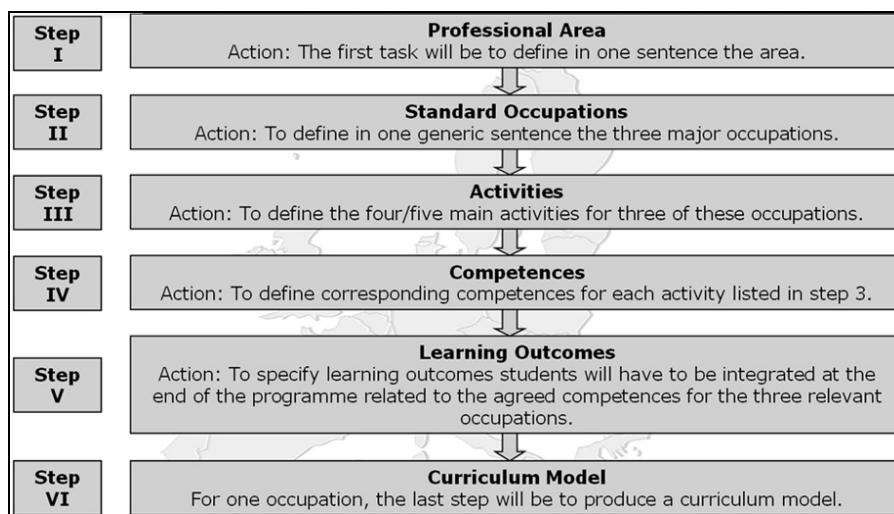 Step
I
Professional Area
Action: The first task will be to define in one sentence the area.
Step
II
Standard Occupations
Action: To define in one generic sentence the three major occupations.
Step
III
Activities
Action: To define the four/five main activities for three of these occupations.
Step
IV
Competences
Action: To define corresponding competences for each activity listed in step 3.
Step
V
Learning Outcomes
Action: To specify learning outcomes students will have to be integrated at the
end of the programme related to the agreed competences for the three relevant
occupations.
Step
VI
Curriculum Model
For one occupation, the last step will be to produce a curriculum model.